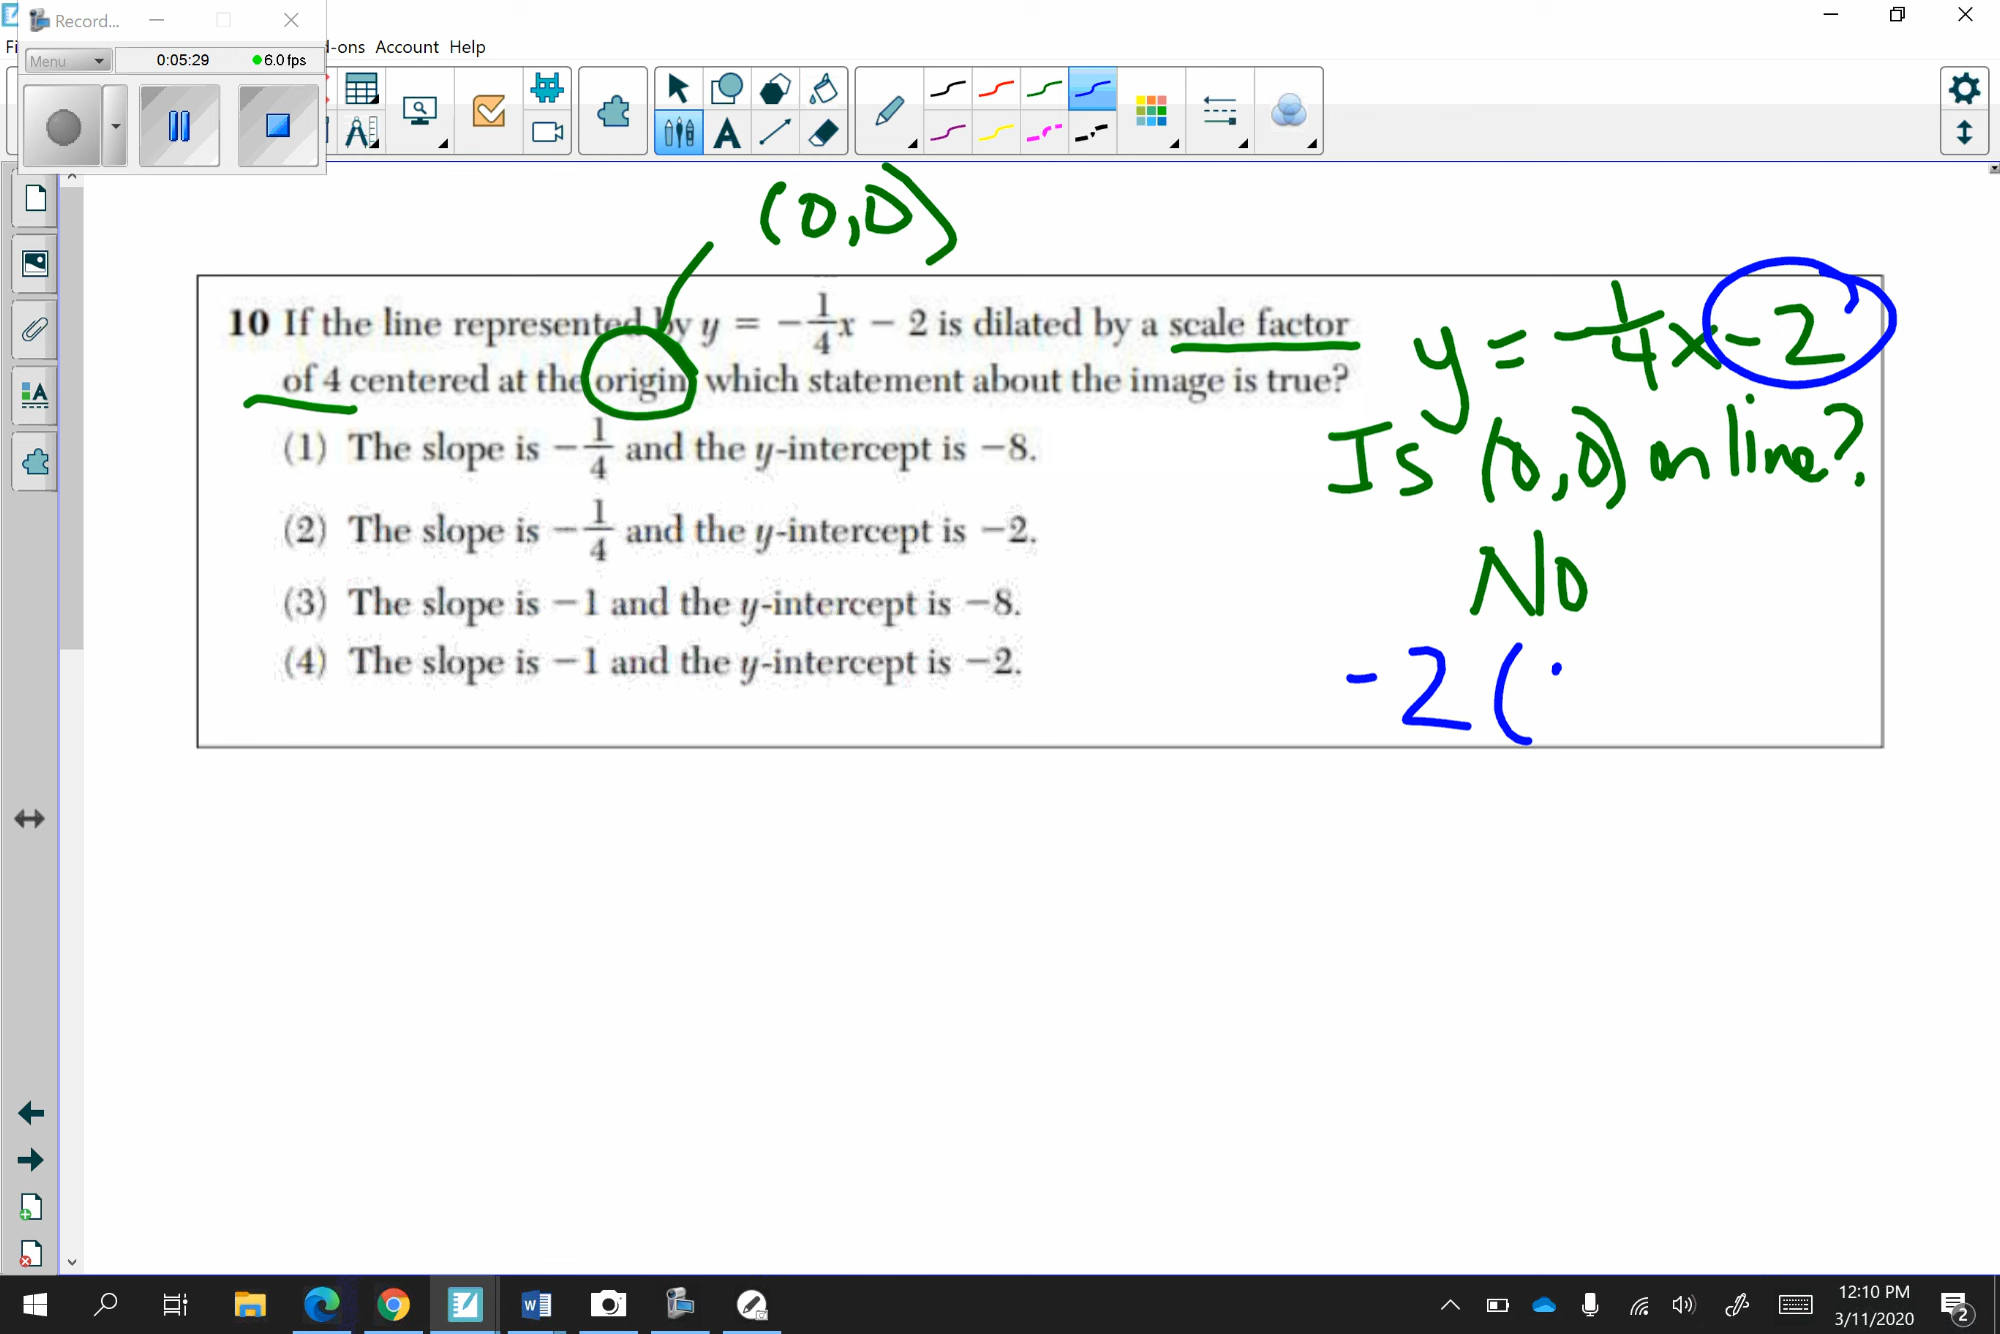 Record...
Menu
0:05:29
6.0 fps
Fi
d-ons Account Help
(0,0)
10 If the line represented by y = −1/4x − 2 is dilated by a scale factor
of 4 centered at the origin, which statement about the image is true?
(1) The slope is −1/4 and the y-intercept is −8.
(2) The slope is −1/4 and the y-intercept is −2.
(3) The slope is −1 and the y-intercept is −8.
(4) The slope is −1 and the y-intercept is −2.
y = −1/4x −2
Is (0,0) on line?
No
-2 (
12:10 PM
3/11/2020
2